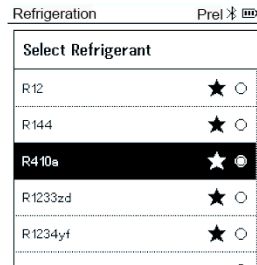 Refrigeration Prel
Select Refrigerant
R12
R144
R410a
R1233zd
R1234yf